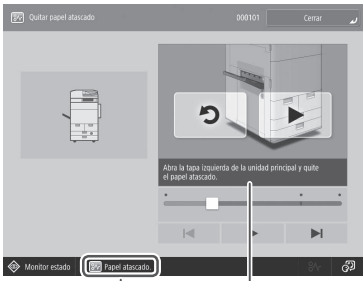 Quitar papel atascado
000101
Cerrar
Abra la tapa izquierda de la unidad principal y quite
el papel atascado.
Monitor estado
Papel atascado.